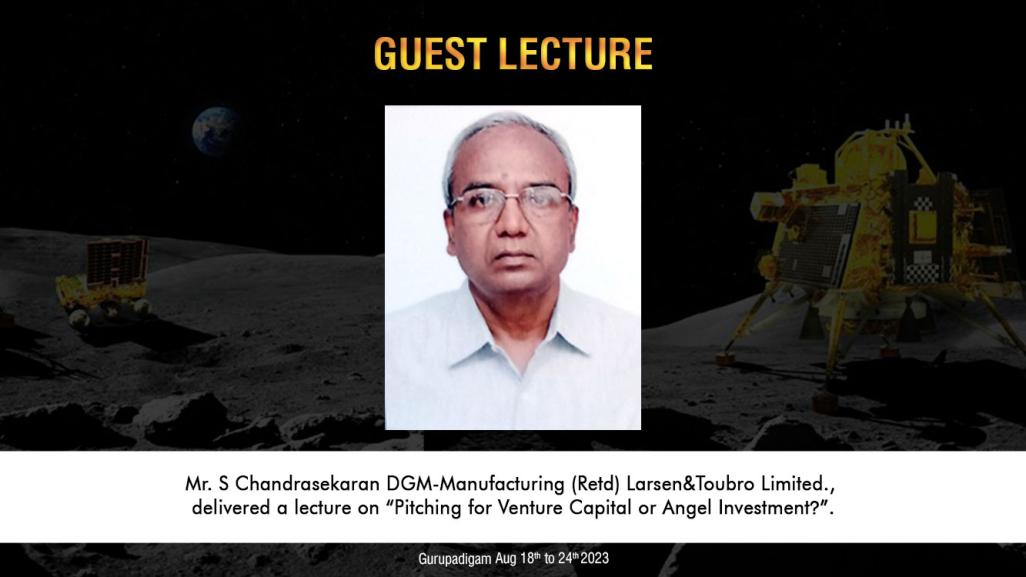 GUEST LECTURE
Mr. S Chandrasekaran DGM-Manufacturing (Retd) Larsen&Toubro Limited.,
delivered a lecture on “Pitching for Venture Capital or Angel Investment?”.
Gurupadigam Aug 18th to 24th 2023